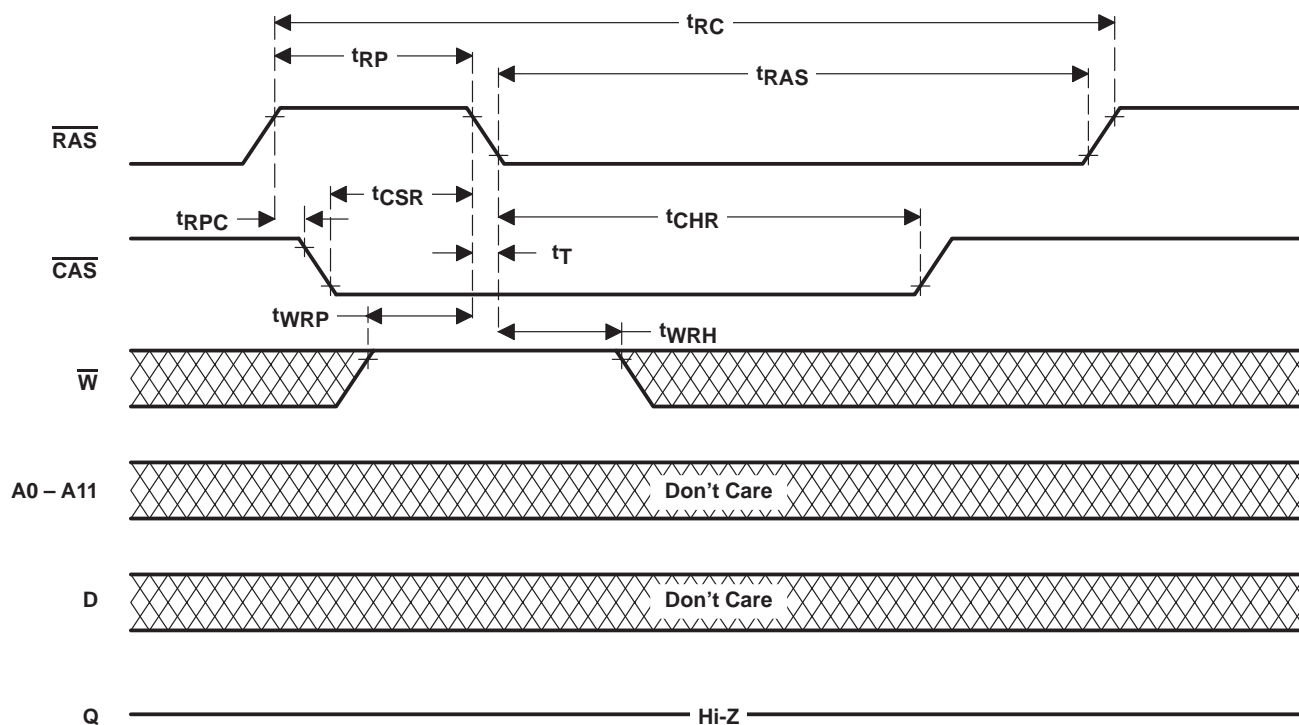 tRC
tRP
tRAS
RAS
tCSR
tRPC
tCHR
CAS
tT
tWRP
tWRH
W
A0 – A11
Don't Care
D
Don't Care
Q
Hi-Z